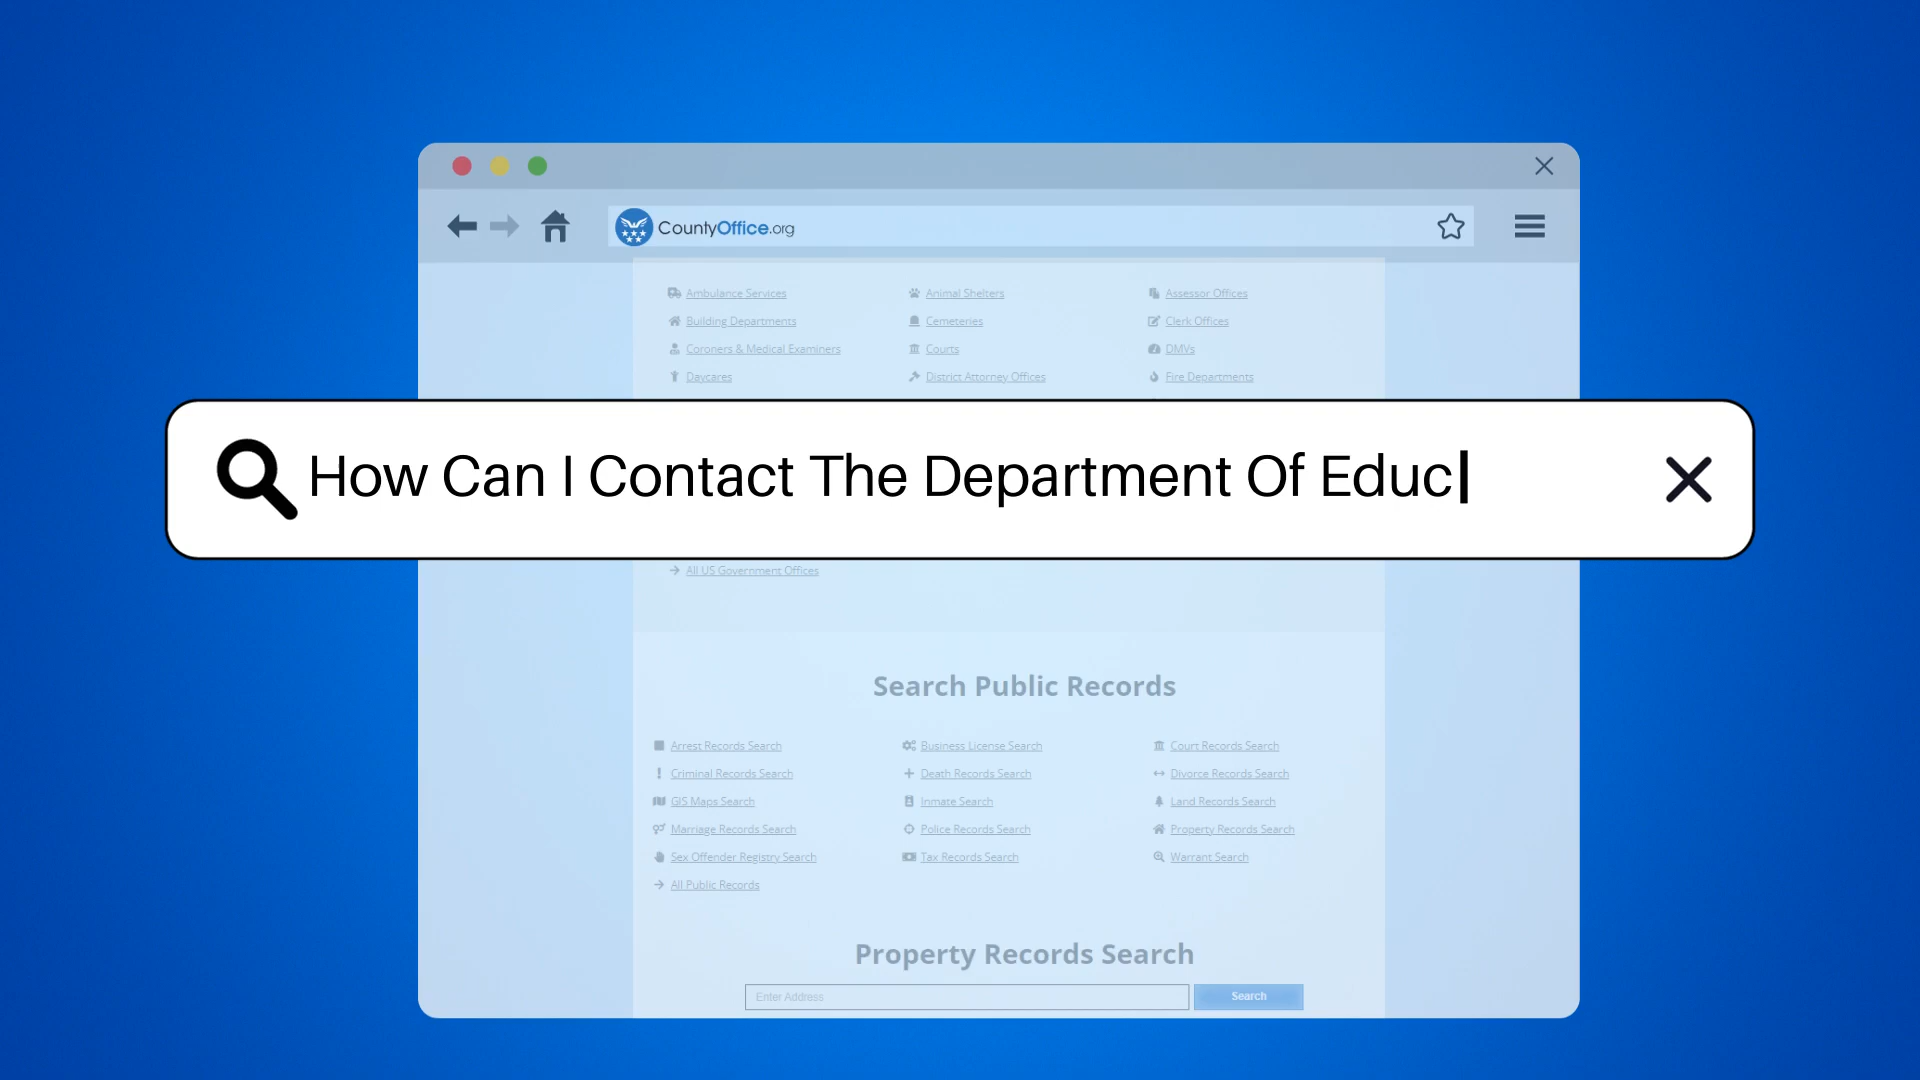 CountyOffice.org
Ambulance Services Animal Shelters Assessor Offices
Building Departments Cemeteries Clerk Offices
Coroners & Medical Examiners Courts DMVs
Daycares District Attorney Offices Fire Departments
How Can I Contact The Department Of Educ
All US Government Offices
Search Public Records
Arrest Records Search Business License Search Court Records Search
Criminal Records Search Death Records Search Divorce Records Search
GIS Maps Search Inmate Search Land Records Search
Marriage Records Search Police Records Search Property Records Search
Sex Offender Registry Search Tax Records Search Warrant Search
All Public Records
Property Records Search
Enter Address Search